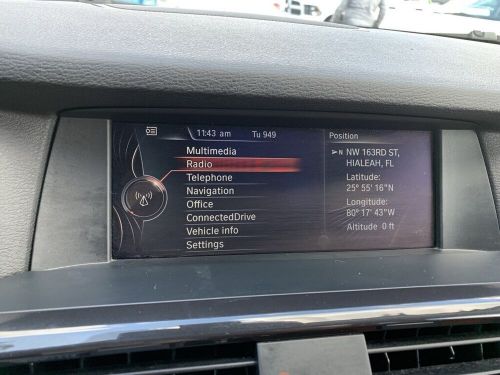 11:43 am Tu 949
Multimedia
Radio
Telephone
Navigation
Office
ConnectedDrive
Vehicle info
Settings
Position
N NW 163RD ST,
HIALEAH, FL
Latitude:
25° 55' 16"N
Longitude:
80° 17' 43"W
Altitude 0 ft